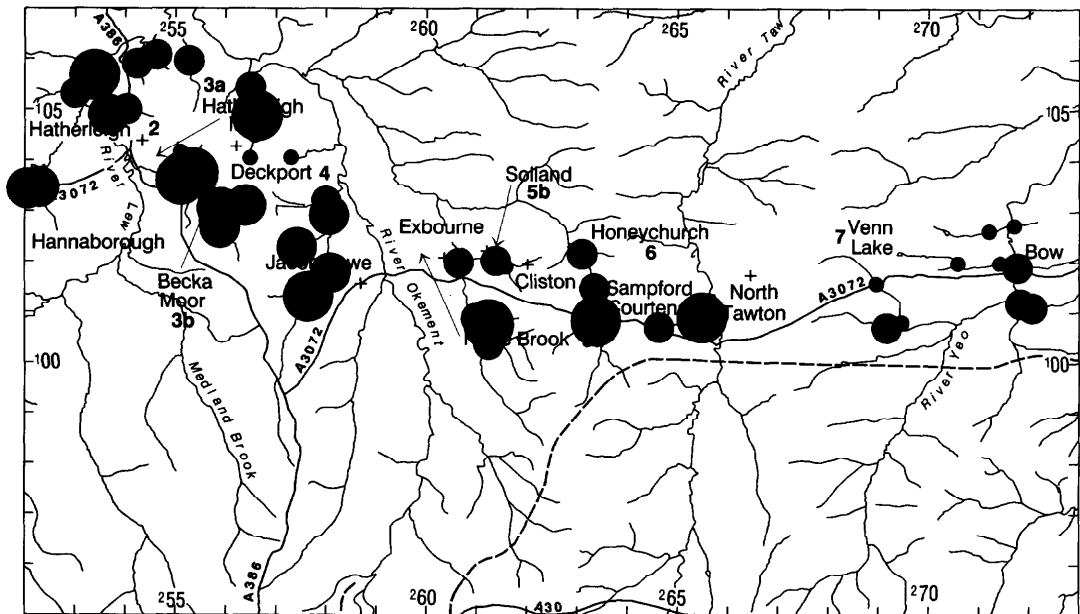 255
260
265
270
A386
River Taw
3a
105
105
Hatherleigh
2
River Lew
Deckport 4
A3072
Solland
5b
Hannaborough
Exbourne
Honeychurch
6
7 Venn
Lake
Bow
River
Okement
Cliston
Becka
Moor
3b
Sampford
North
Tawton
A3072
Brook
A3072
100
100
Medland Brook
River Yeo
A386
255
260
A30
265
270